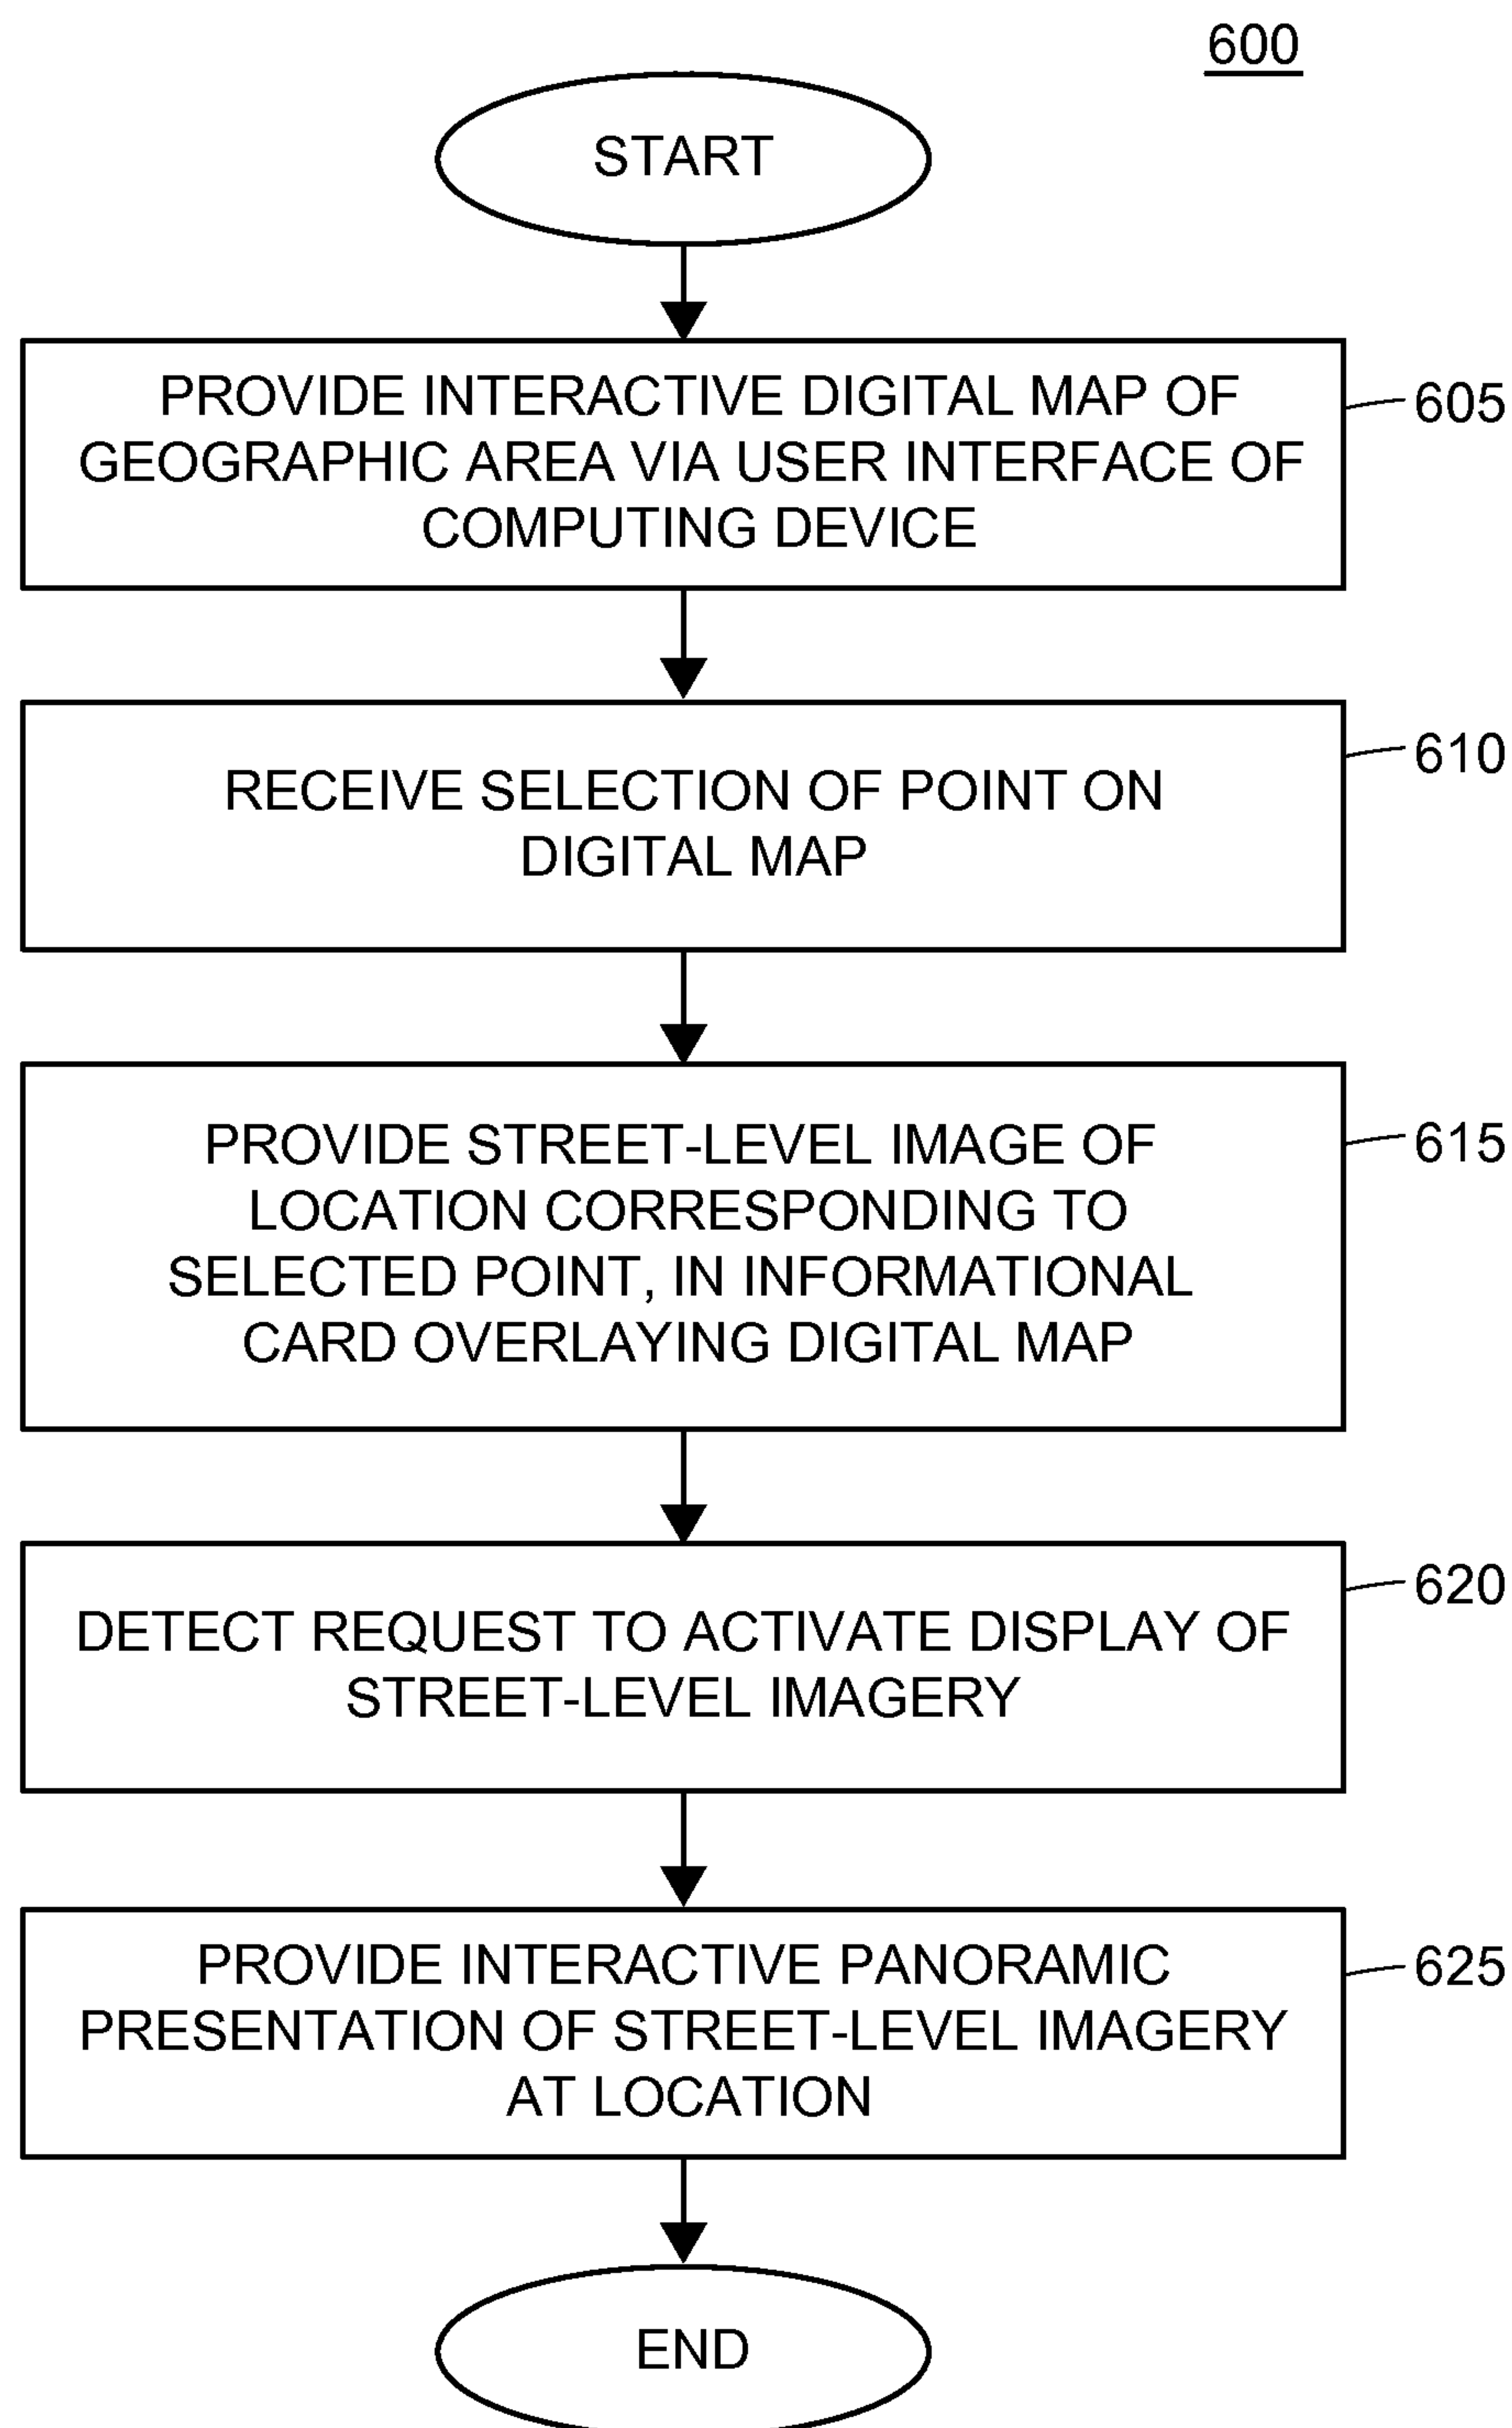 600
START
PROVIDE INTERACTIVE DIGITAL MAP OF
GEOGRAPHIC AREA VIA USER INTERFACE OF
COMPUTING DEVICE
605
RECEIVE SELECTION OF POINT ON
DIGITAL MAP
610
PROVIDE STREET-LEVEL IMAGE OF
LOCATION CORRESPONDING TO
SELECTED POINT, IN INFORMATIONAL
CARD OVERLAYING DIGITAL MAP
615
DETECT REQUEST TO ACTIVATE DISPLAY OF
STREET-LEVEL IMAGERY
620
PROVIDE INTERACTIVE PANORAMIC
PRESENTATION OF STREET-LEVEL IMAGERY
AT LOCATION
625
END